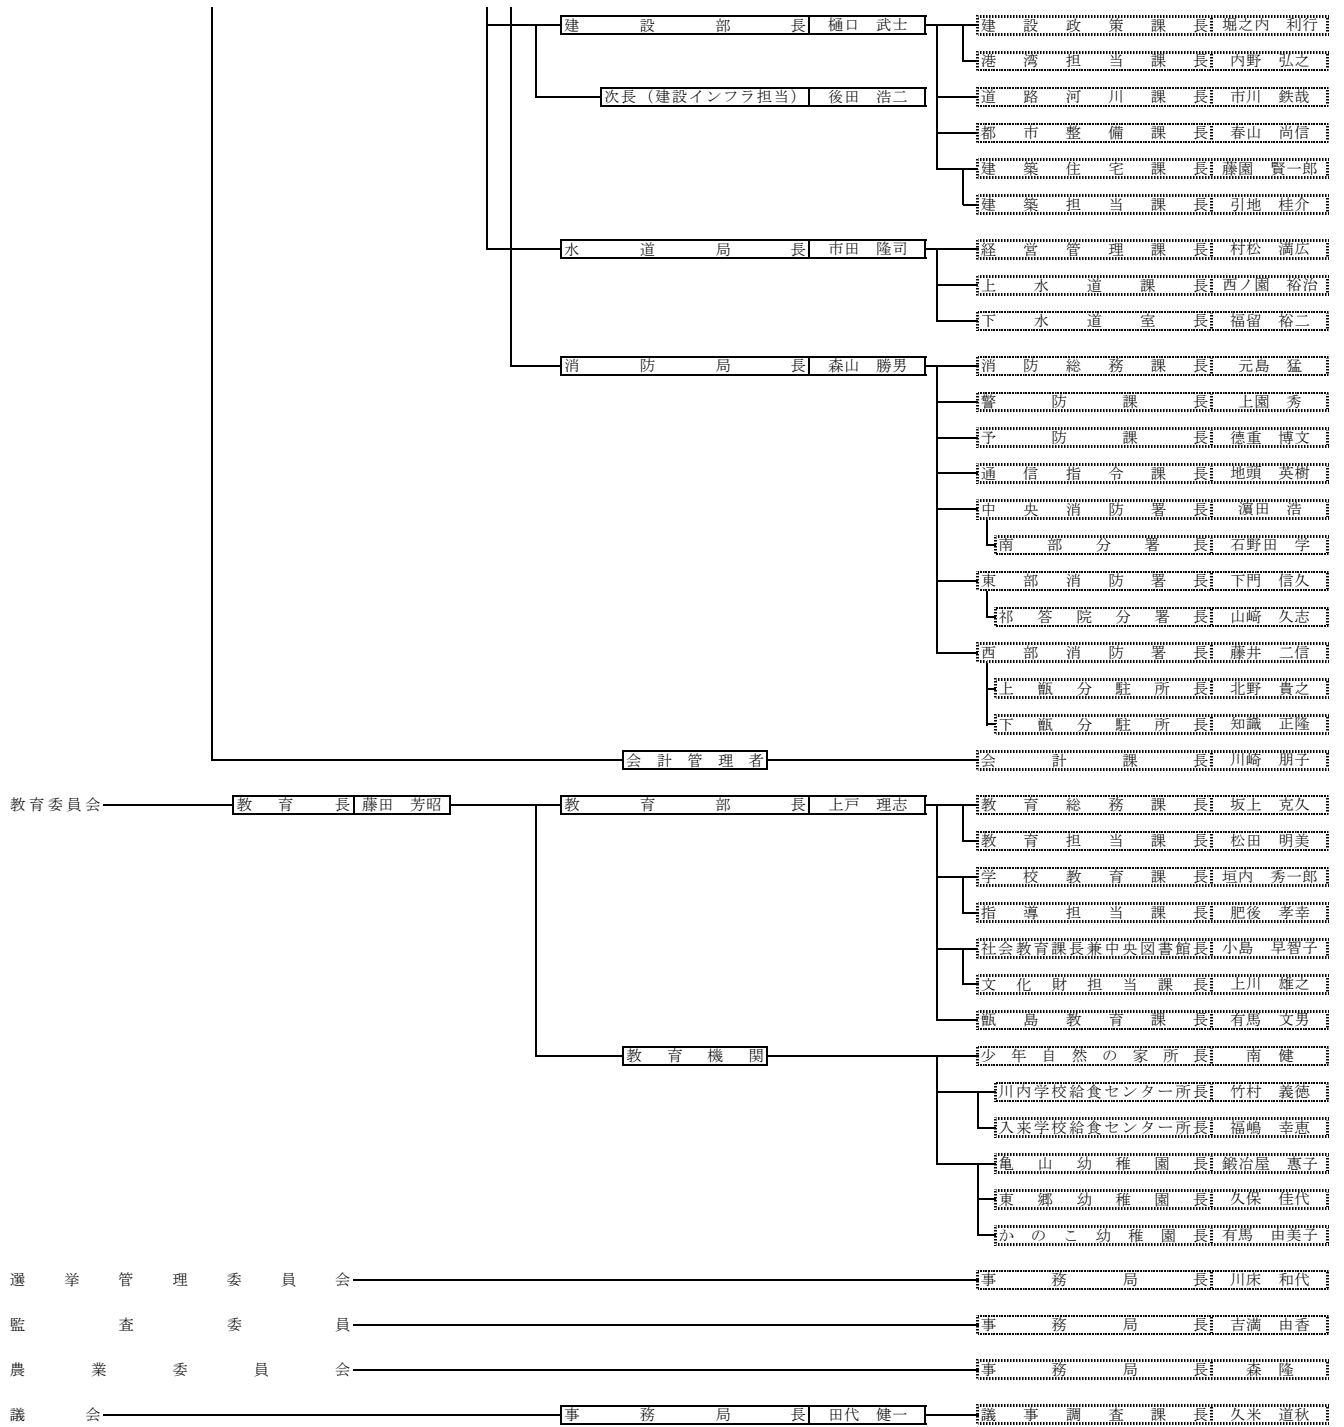 建設部長 樋口 武士 建設政策課長 堀之内 利行
港湾担当課長 内野 弘之
次長（建設インフラ担当） 後田 浩二 道路河川課長 市川 鉄哉
都市整備課長 春山 尚信
建築住宅課長 藤園 賢一郎
建築担当課長 引地 桂介
水道局長 市田 隆司 経営管理課長 村松 満広
上水道課長 西ノ園 裕治
下水道室長 福留 裕二
消防局長 森山 勝男 消防総務課長 元島 猛
警防課長 上園 秀
予防課長 徳重 博文
通信指令課長 地頭 英樹
中央消防署長 濵田 浩
南部分署長 石野田 学
東部消防署長 下門 信久
祁答院分署長 山﨑 久志
西部消防署長 藤井 二信
上甑分駐所長 北野 貴之
下甑分駐所長 知識 正隆
会計管理者 会計課長 川崎 朋子
教育委員会 教育長 藤田 芳昭 教育部長 上戸 理志 教育総務課長 坂上 克久
教育担当課長 松田 明美
学校教育課長 垣内 秀一郎
指導担当課長 肥後 孝幸
社会教育課長兼中央図書館長 小島 早智子
文化財担当課長 上川 雄之
甑島教育課長 有馬 文男
教育機関 少年自然の家所長 南 健
川内学校給食センター所長 竹村 義徳
入来学校給食センター所長 福嶋 幸恵
亀山幼稚園長 鍛冶屋 惠子
東郷幼稚園長 久保 佳代
かのこ幼稚園長 有馬 由美子
選挙管理委員会 事務局長 川床 和代
監査委員 事務局長 吉満 由香
農業委員会 事務局長 森 隆
議会 事務局長 田代 健一 議事調査課長 久米 道秋